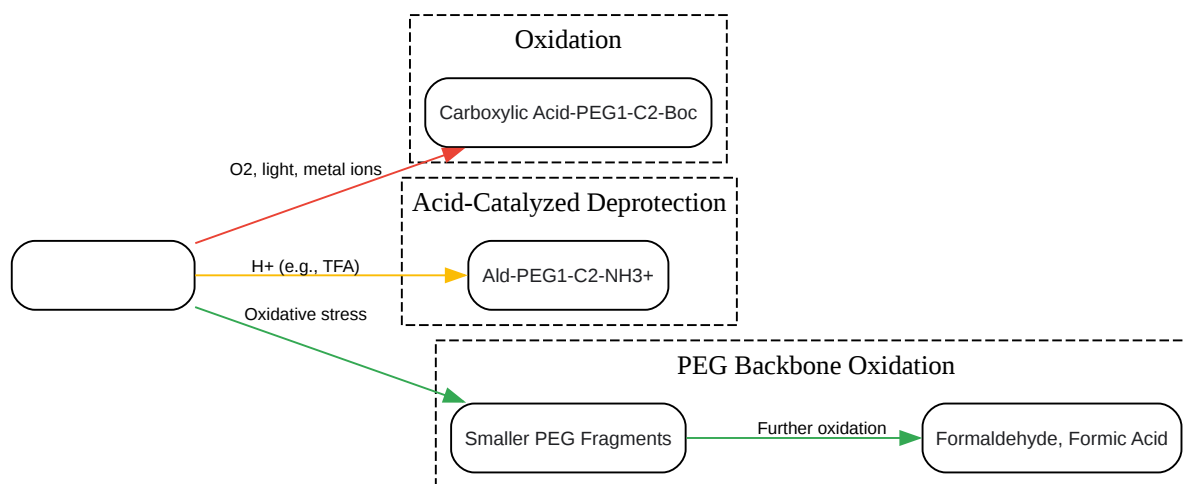 Oxidation
Carboxylic Acid-PEG1-C2-Boc
O2, light, metal ions
Acid-Catalyzed Deprotection
H+ (e.g., TFA)
Ald-PEG1-C2-NH3+
Oxidative stress
PEG Backbone Oxidation
Smaller PEG Fragments
Further oxidation
Formaldehyde, Formic Acid